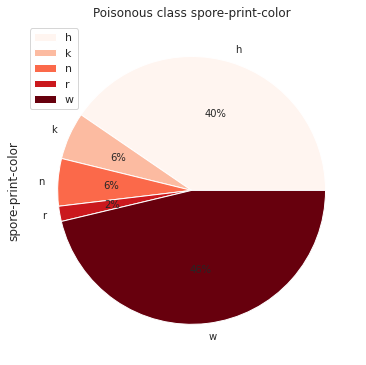 Poisonous class spore-print-color
h
k
n
r
w
h
40%
k
6%
n
6%
r
2%
w
spore-print-color